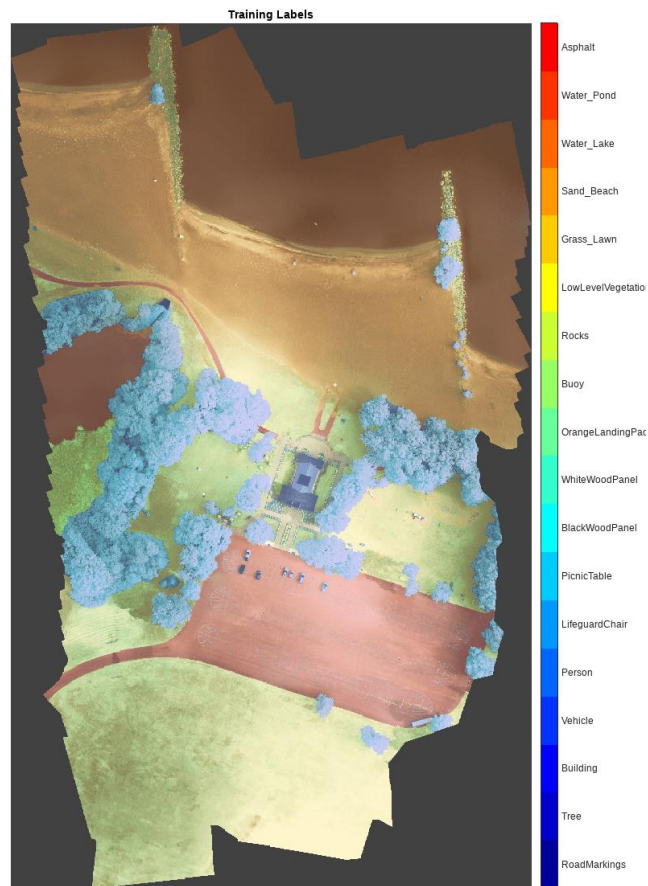 Training Labels
Asphalt
Water_Pond
Water_Lake
Sand_Beach
Grass_Lawn
LowLevelVegetation
Rocks
Buoy
OrangeLandingPad
WhiteWoodPanel
BlackWoodPanel
PicnicTable
LifeguardChair
Person
Vehicle
Building
Tree
RoadMarkings